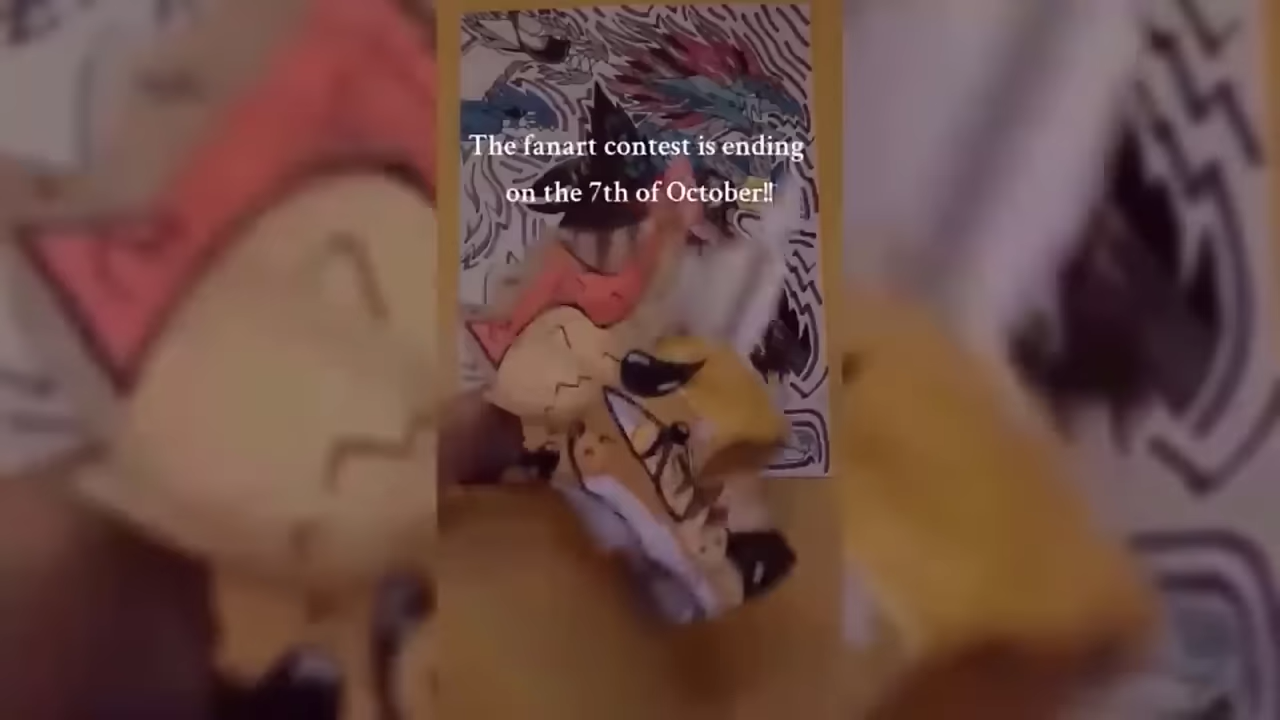 The fanart contest is ending
on the 7th of October!!